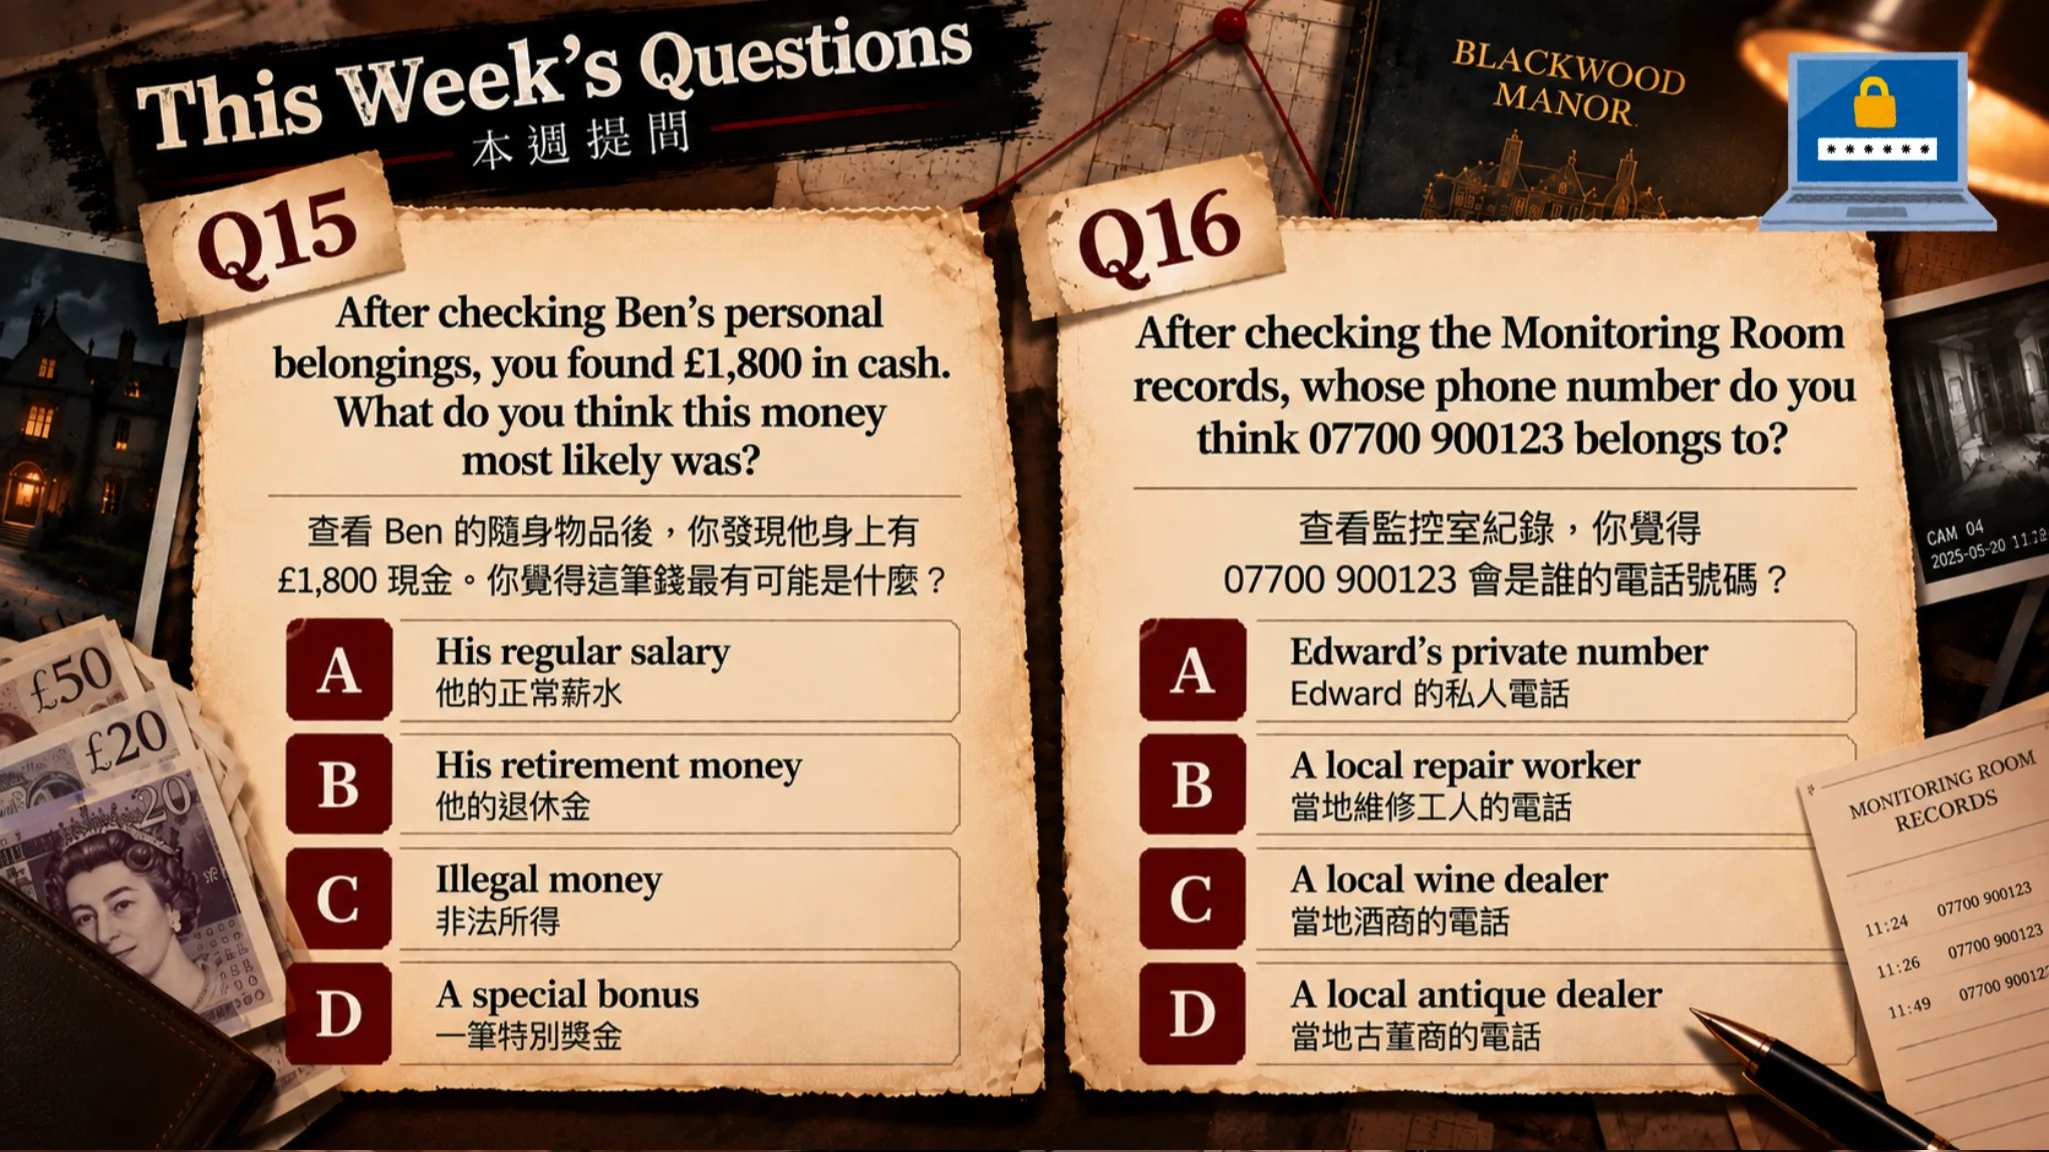 This Week's Questions
本週提間
BLACKWOOD
MANOR
******
Q15
After checking Ben's personal
belongings, you found £1,800 in cash.
What do you think this money
most likely was?
查看 Ben 的隨身物品後，你發現他身上有
£1,800 現金。你覺得這筆錢最有可能是什麼？
A
His regular salary
他的正常薪水
B
His retirement money
他的退休金
C
Illegal money
非法所得
D
A special bonus
一筆特別獎金
Q16
After checking the Monitoring Room
records, whose phone number do you
think 07700 900123 belongs to?
查看監控室紀錄，你覺得
07700 900123 會是誰的電話號碼？
A
Edward's private number
Edward 的私人電話
B
A local repair worker
當地維修工人的電話
C
A local wine dealer
當地酒商的電話
D
A local antique dealer
當地古董商的電話
£50
£20
20
CAM 04
2025-05-20
MONITORING ROOM
RECORDS
11:24 07700 900123
11:26 07700 900123
11:49 07700